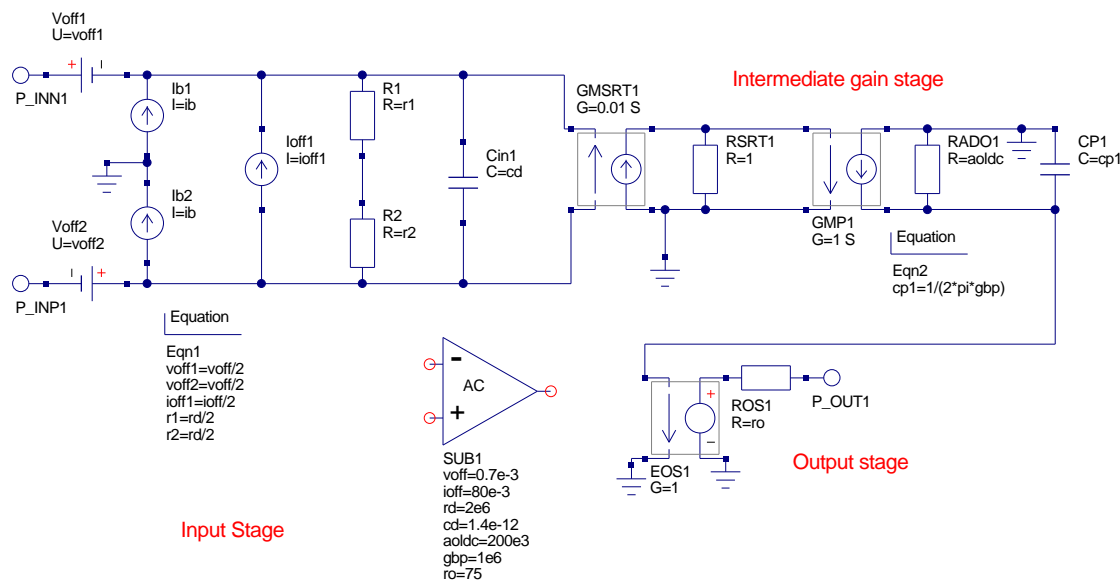 Voff1
U=voff1
+
–
P_INN1
Ib1
I=ib
Ioff1
I=ioff1
R1
R=r1
Cin1
C=cd
GMSRT1
G=0.01 S
Intermediate gain stage
RSRT1
R=1
RADO1
R=aoldc
CP1
C=cp1
Ib2
I=ib
R2
R=r2
Voff2
U=voff2
–
+
P_INP1
GMP1
G=1 S
Equation
Eqn2
cp1=1/(2*pi*gbp)
Equation
Eqn1
voff1=voff/2
voff2=voff/2
ioff1=ioff/2
r1=rd/2
r2=rd/2
–
AC
+
SUB1
voff=0.7e-3
ioff=80e-3
rd=2e6
cd=1.4e-12
aoldc=200e3
gbp=1e6
ro=75
+
–
EOS1
G=1
ROS1
R=ro
P_OUT1
Output stage
Input Stage